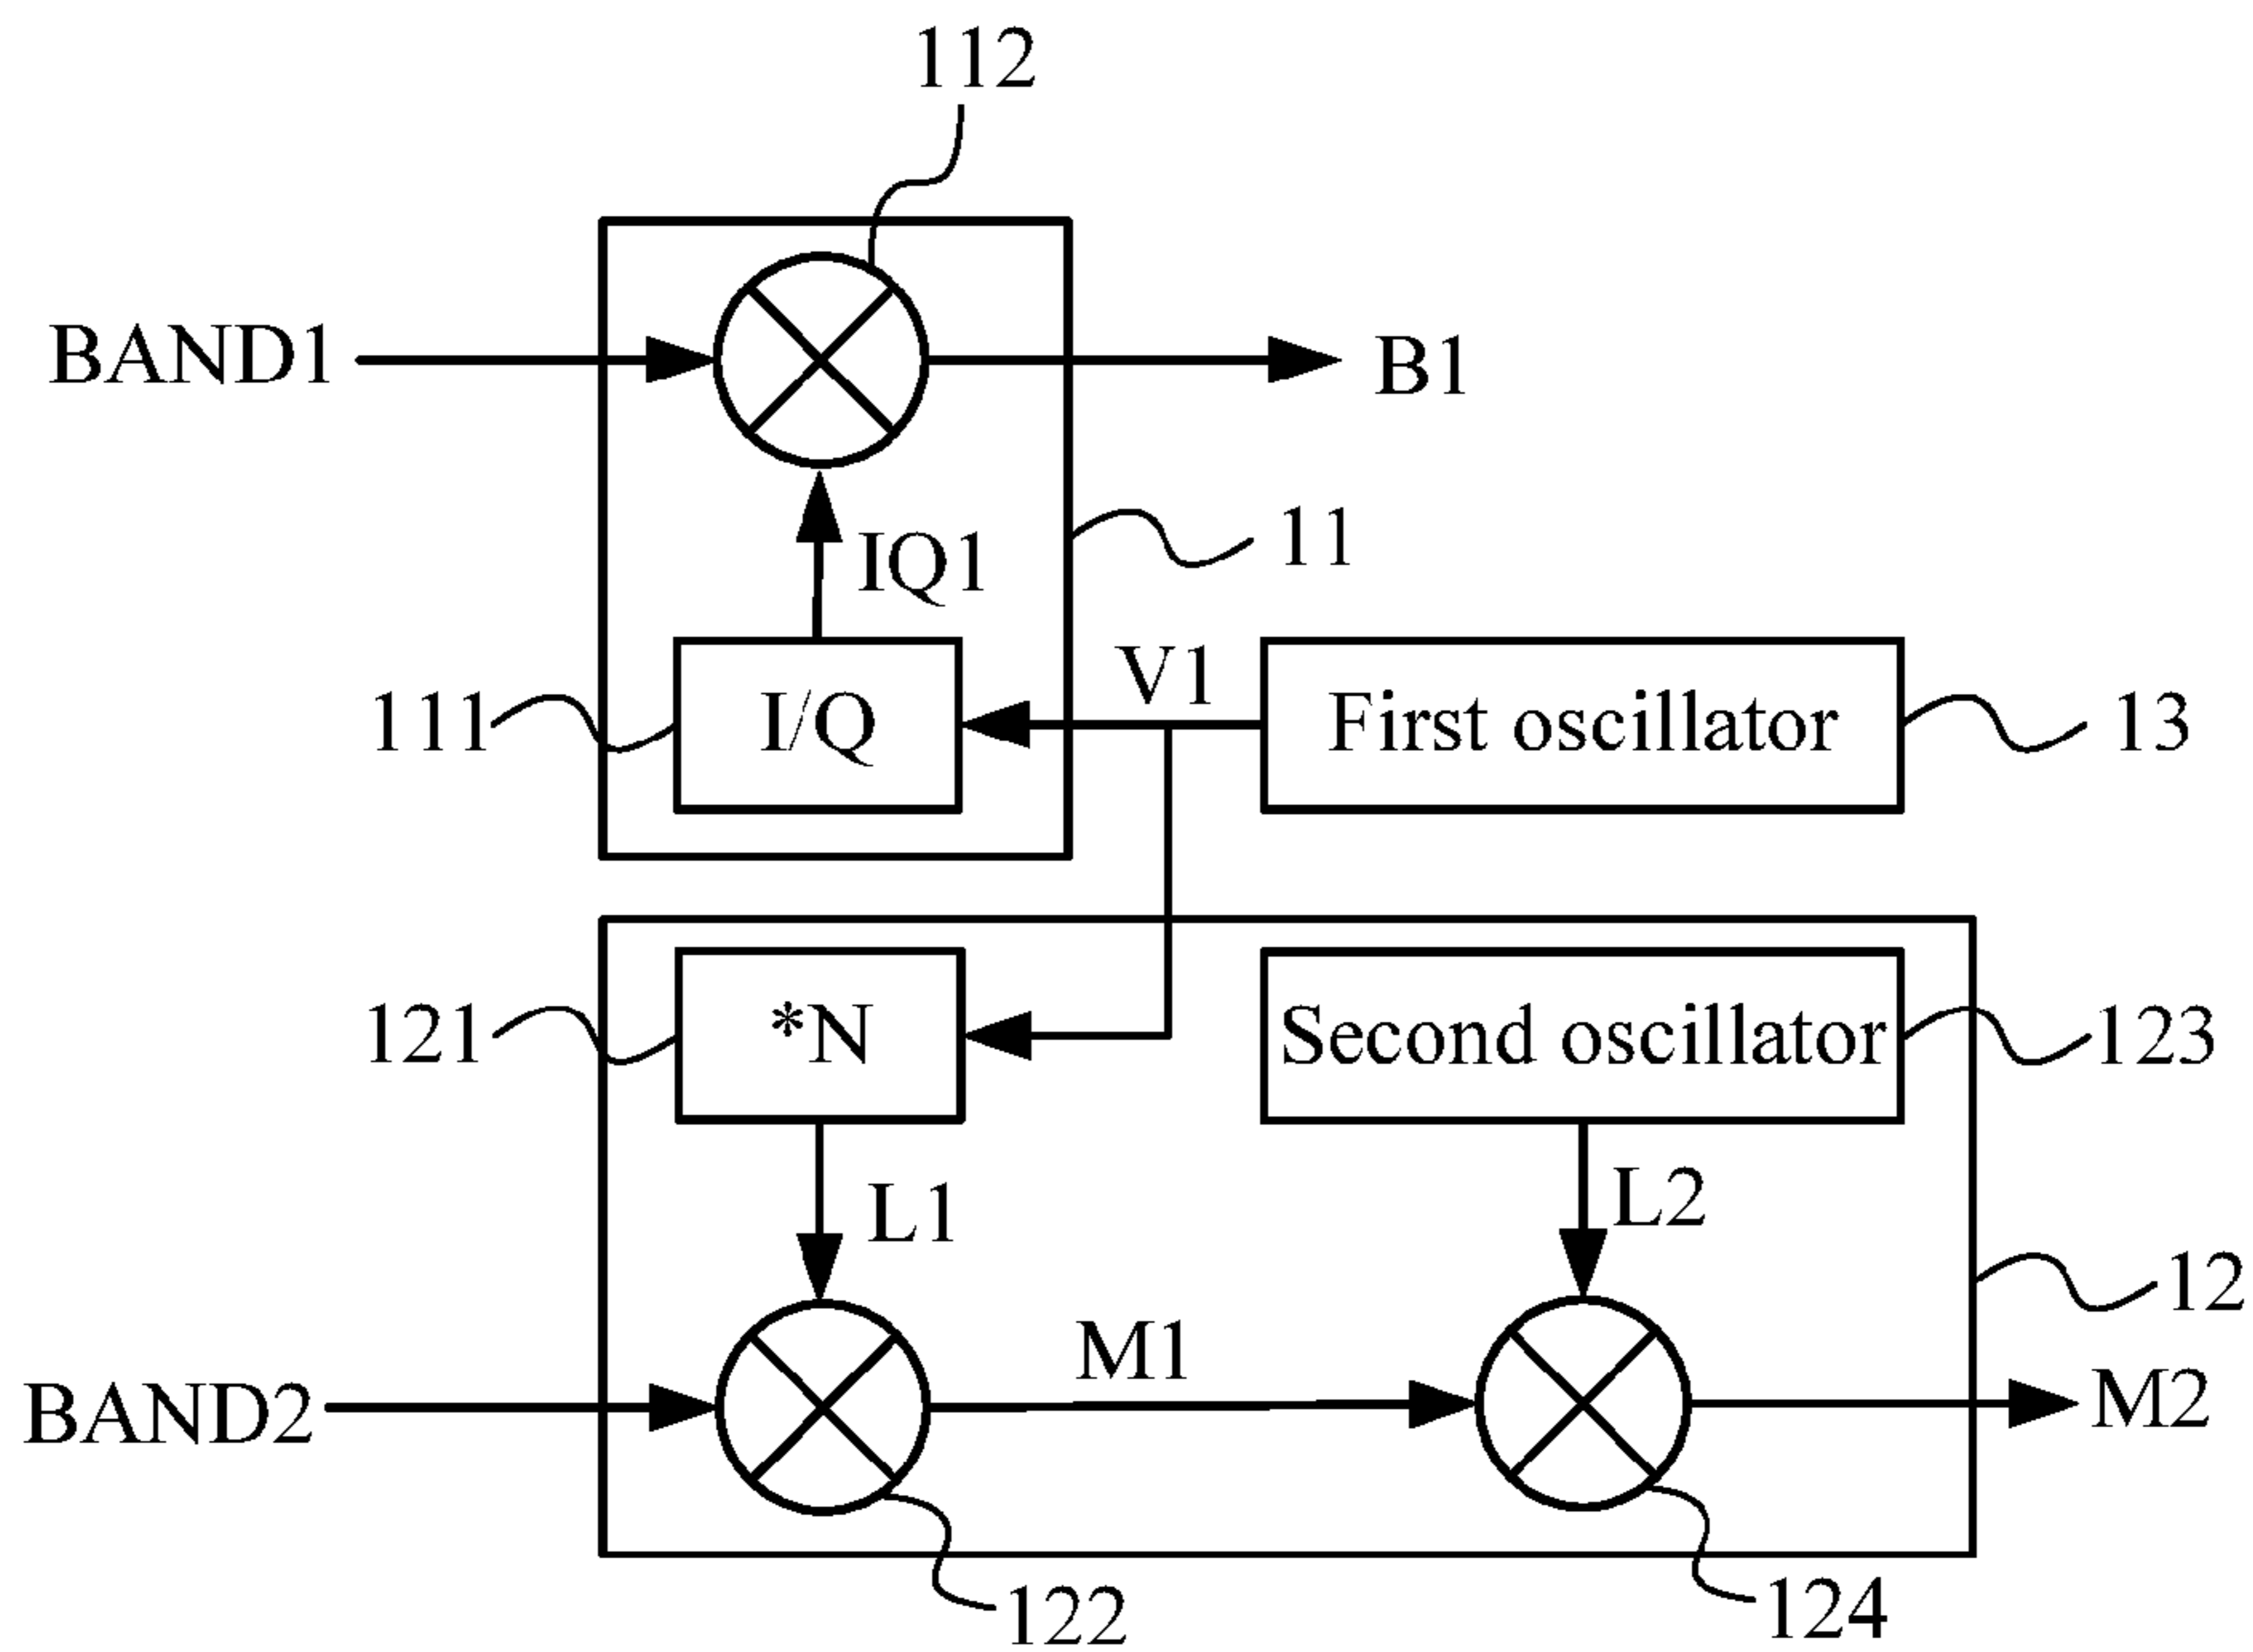 112
BAND1
B1
IQ1
11
V1
111
I/Q
First oscillator
13
121
*N
Second oscillator
123
L1
L2
12
M1
BAND2
M2
122
124